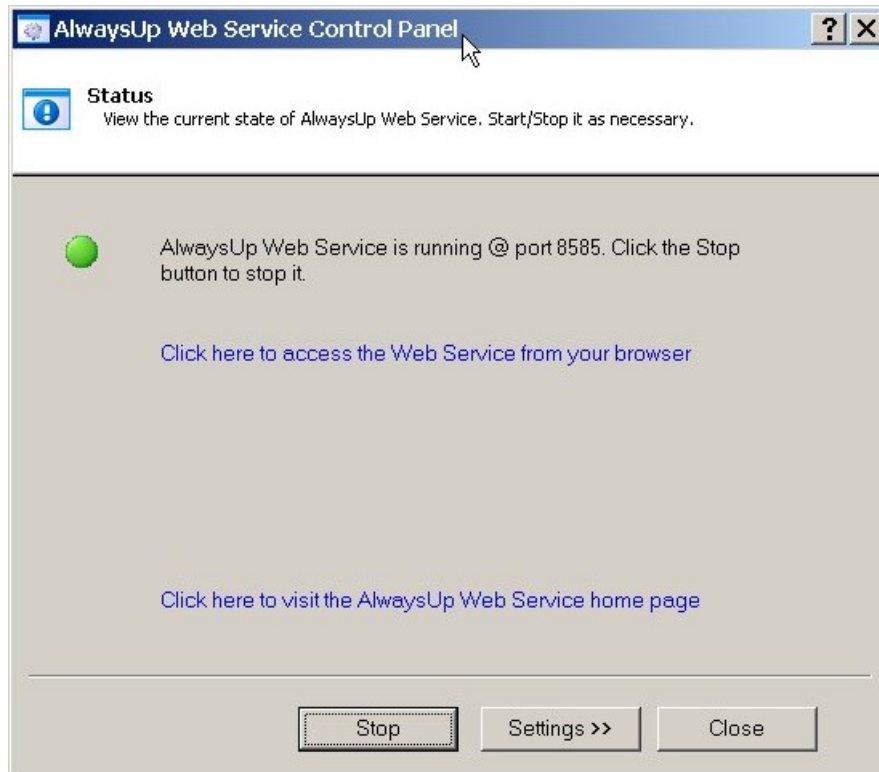 AlwaysUp Web Service Control Panel
Status
View the current state of AlwaysUp Web Service. Start/Stop it as necessary.
AlwaysUp Web Service is running @ port 8585. Click the Stop
button to stop it.
Click here to access the Web Service from your browser
Click here to visit the AlwaysUp Web Service home page
Stop Settings >> Close